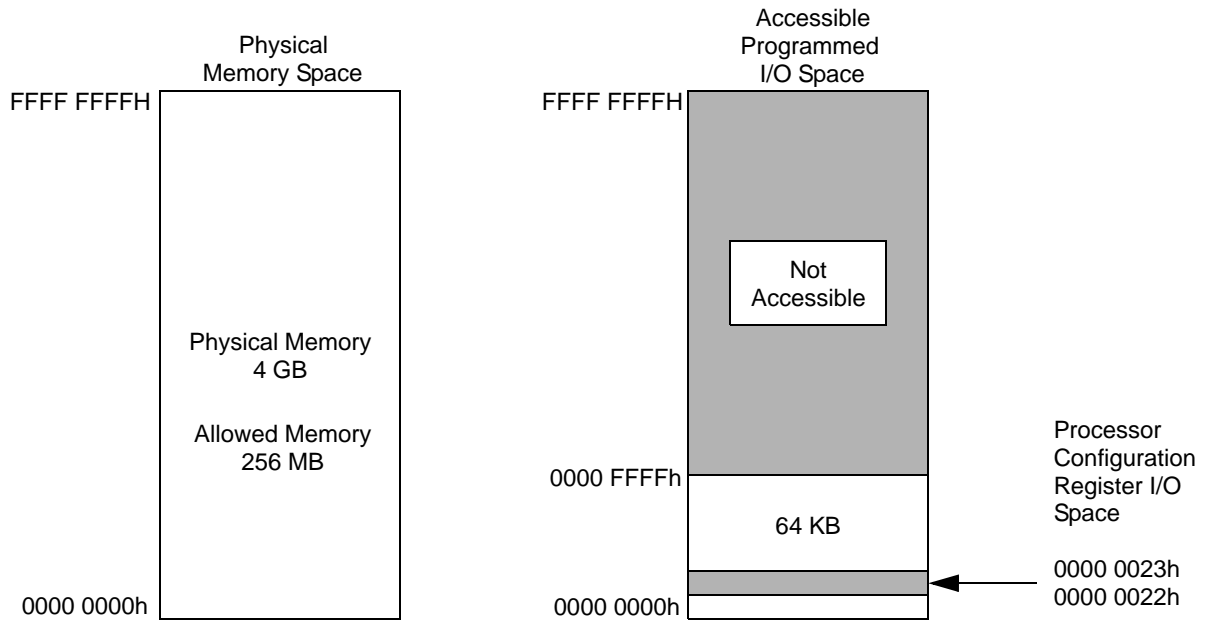 Physical
Memory Space
FFFF FFFFH
Physical Memory
4 GB
Allowed Memory
256 MB
0000 0000h
Accessible
Programmed
I/O Space
FFFF FFFFH
Not
Accessible
0000 FFFFh
64 KB
0000 0000h
Processor
Configuration
Register I/O
Space
0000 0023h
0000 0022h